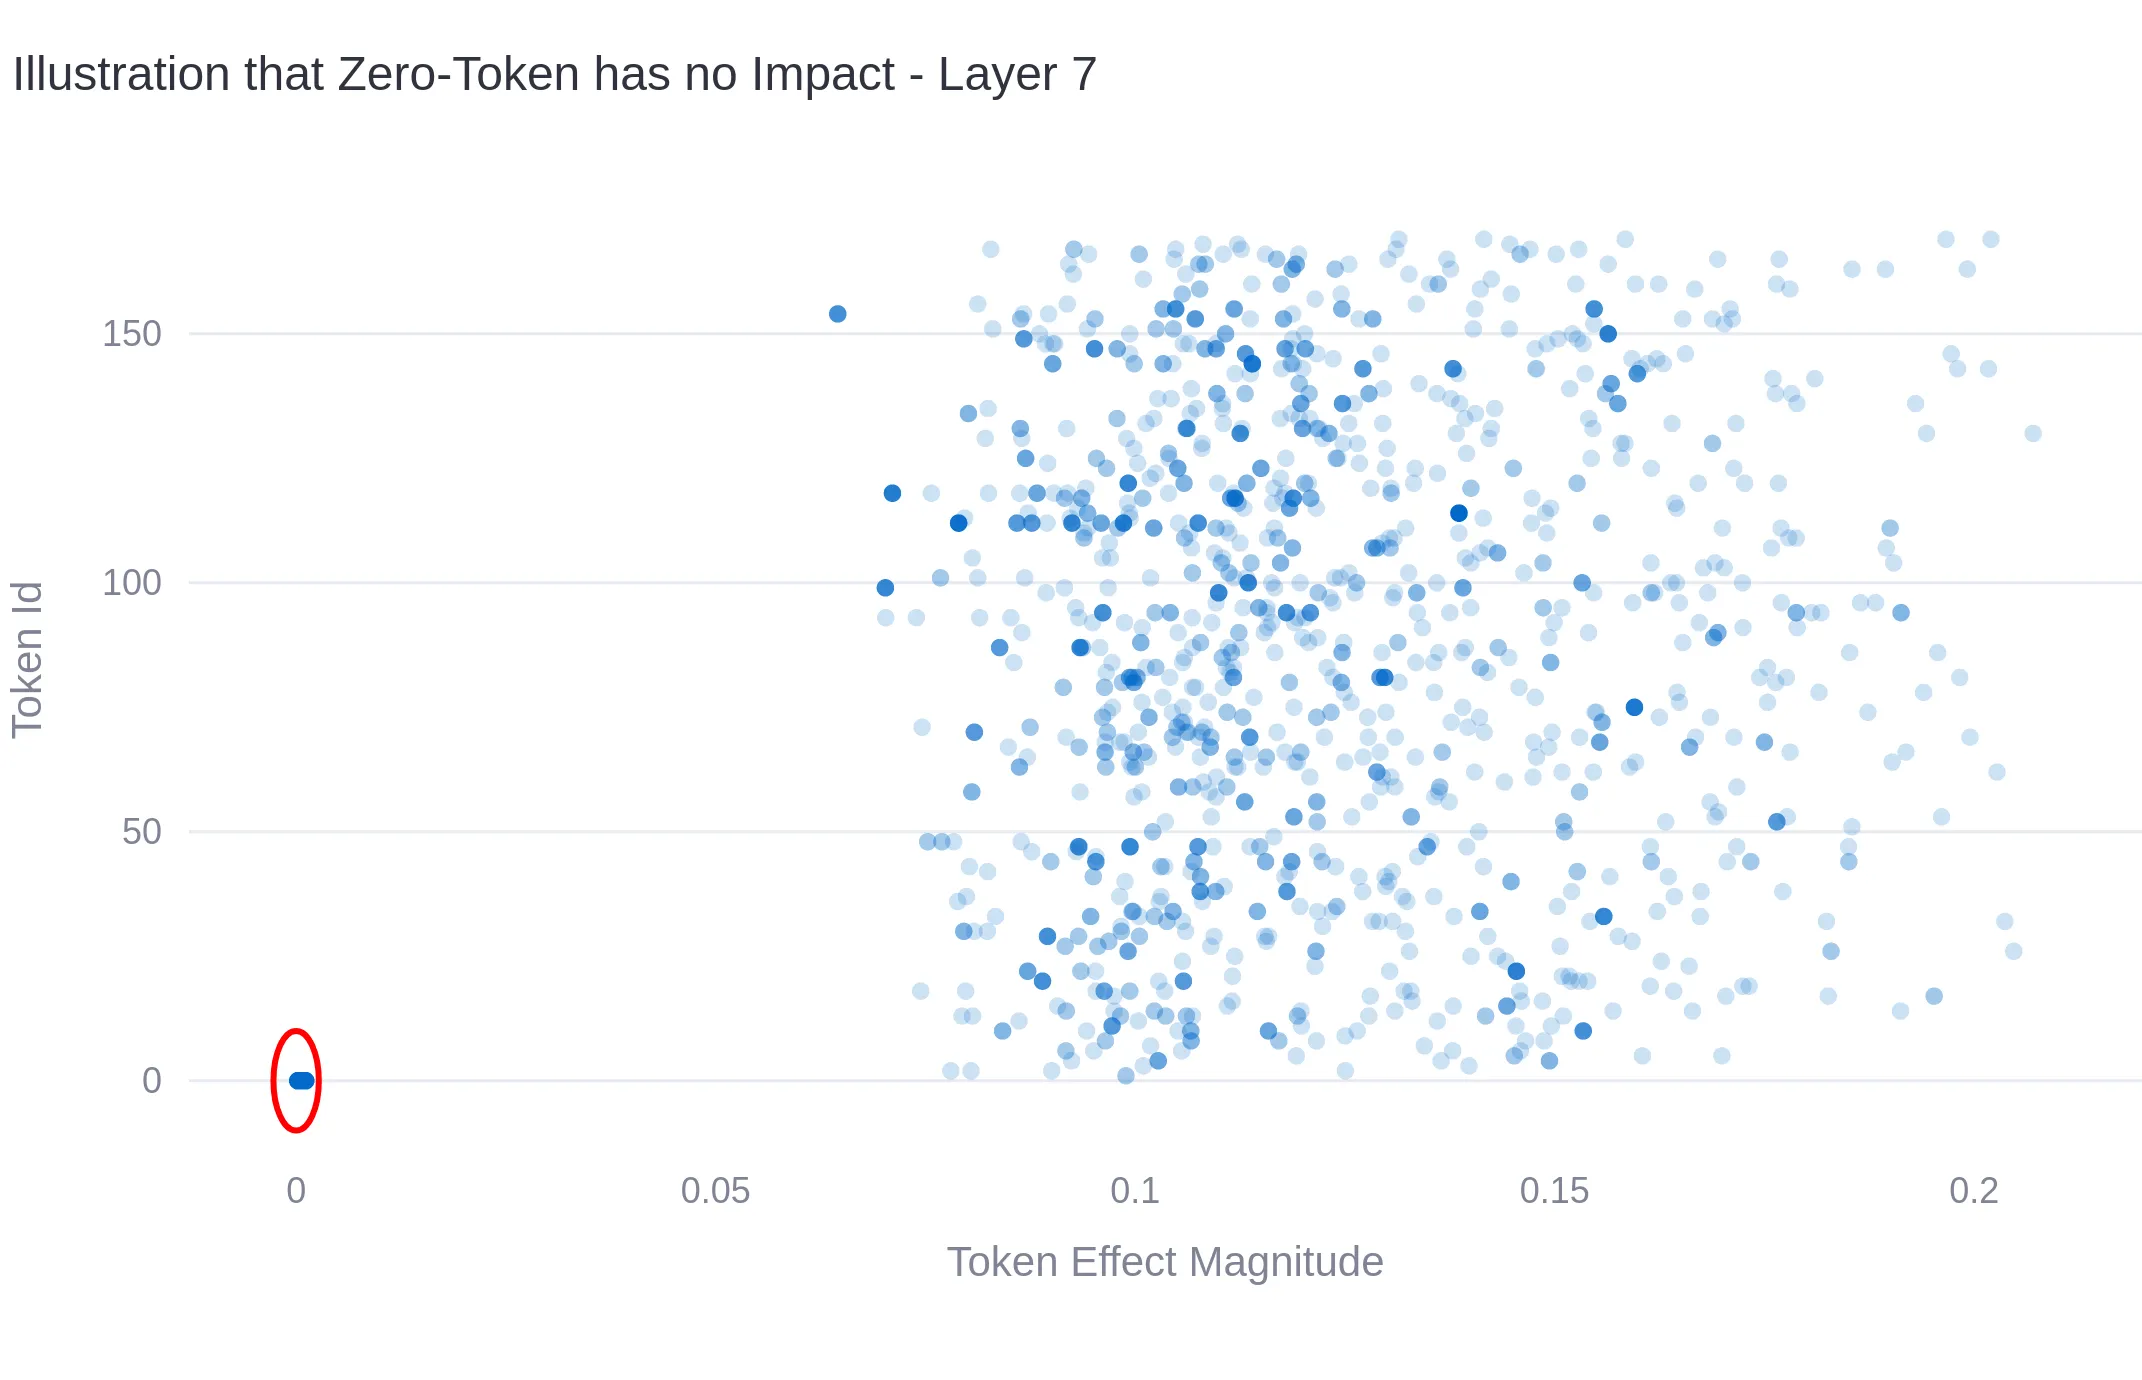 Illustration that Zero-Token has no Impact - Layer 7
150
100
50
0
Token Id
0 0.05 0.1 0.15 0.2
Token Effect Magnitude